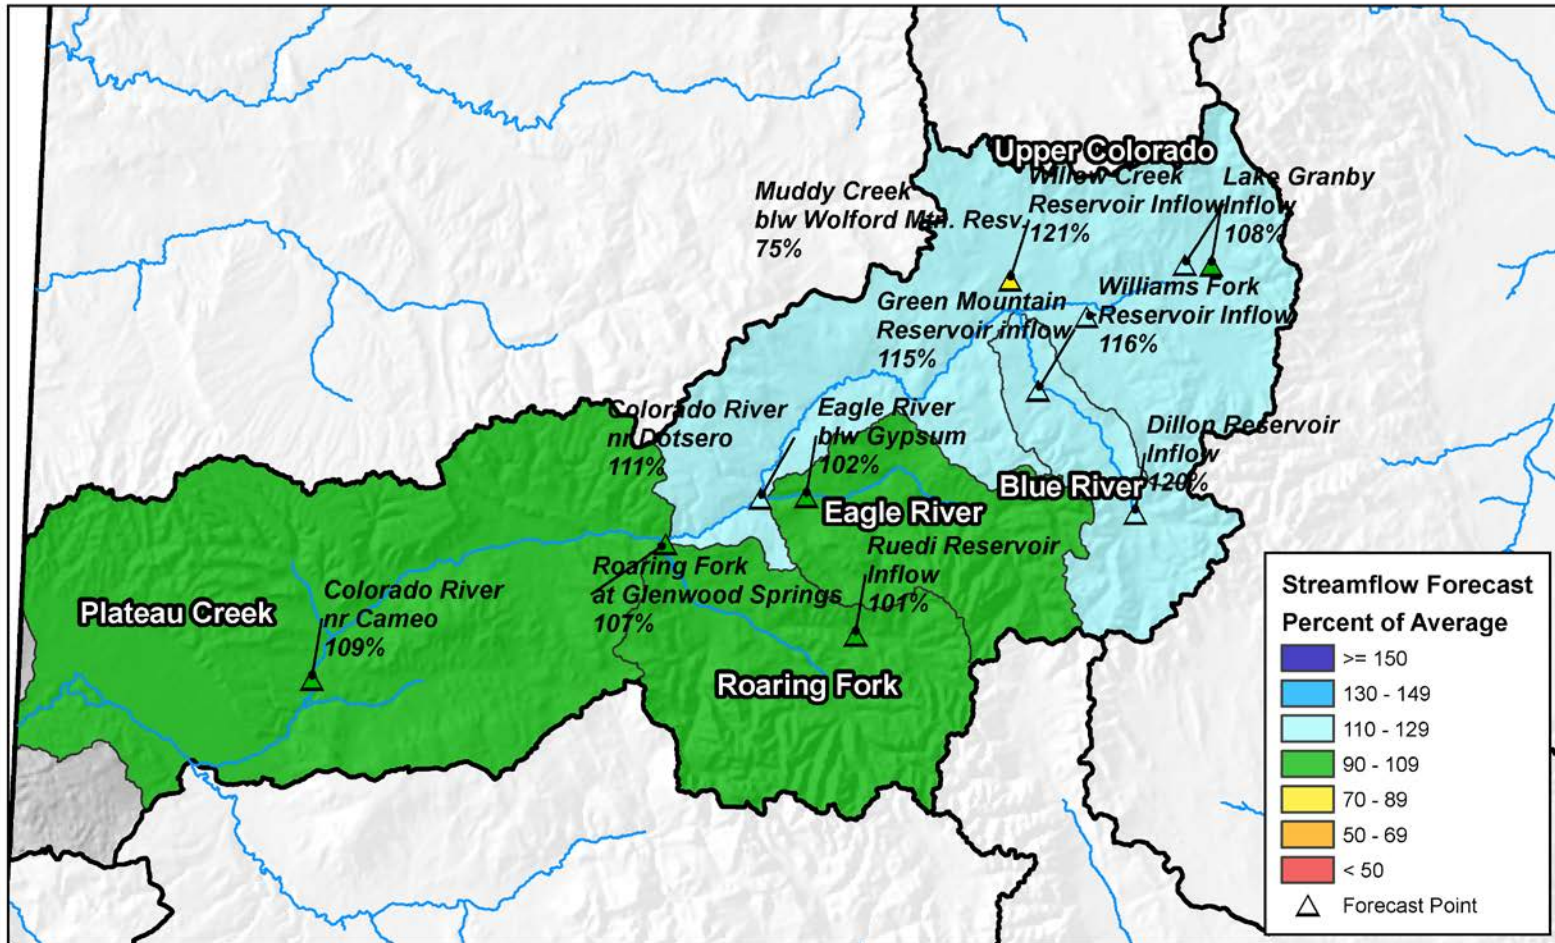 Upper Colorado
Muddy Creek
blw Wolford Mtn. Resv.
75%
Willow Creek
Reservoir Inflow
121%
Lake Granby
Inflow
108%
Green Mountain
Reservoir inflow
115%
Williams Fork
Reservoir Inflow
116%
Colorado River
nr Dotsero
111%
Eagle River
blw Gypsum
102%
Dillon Reservoir
Inflow
120%
Blue River
Eagle River
Ruedi Reservoir
Inflow
101%
Roaring Fork
at Glenwood Springs
107%
Colorado River
nr Cameo
109%
Plateau Creek
Roaring Fork
Streamflow Forecast
Percent of Average
>= 150
130 - 149
110 - 129
90 - 109
70 - 89
50 - 69
< 50
Forecast Point